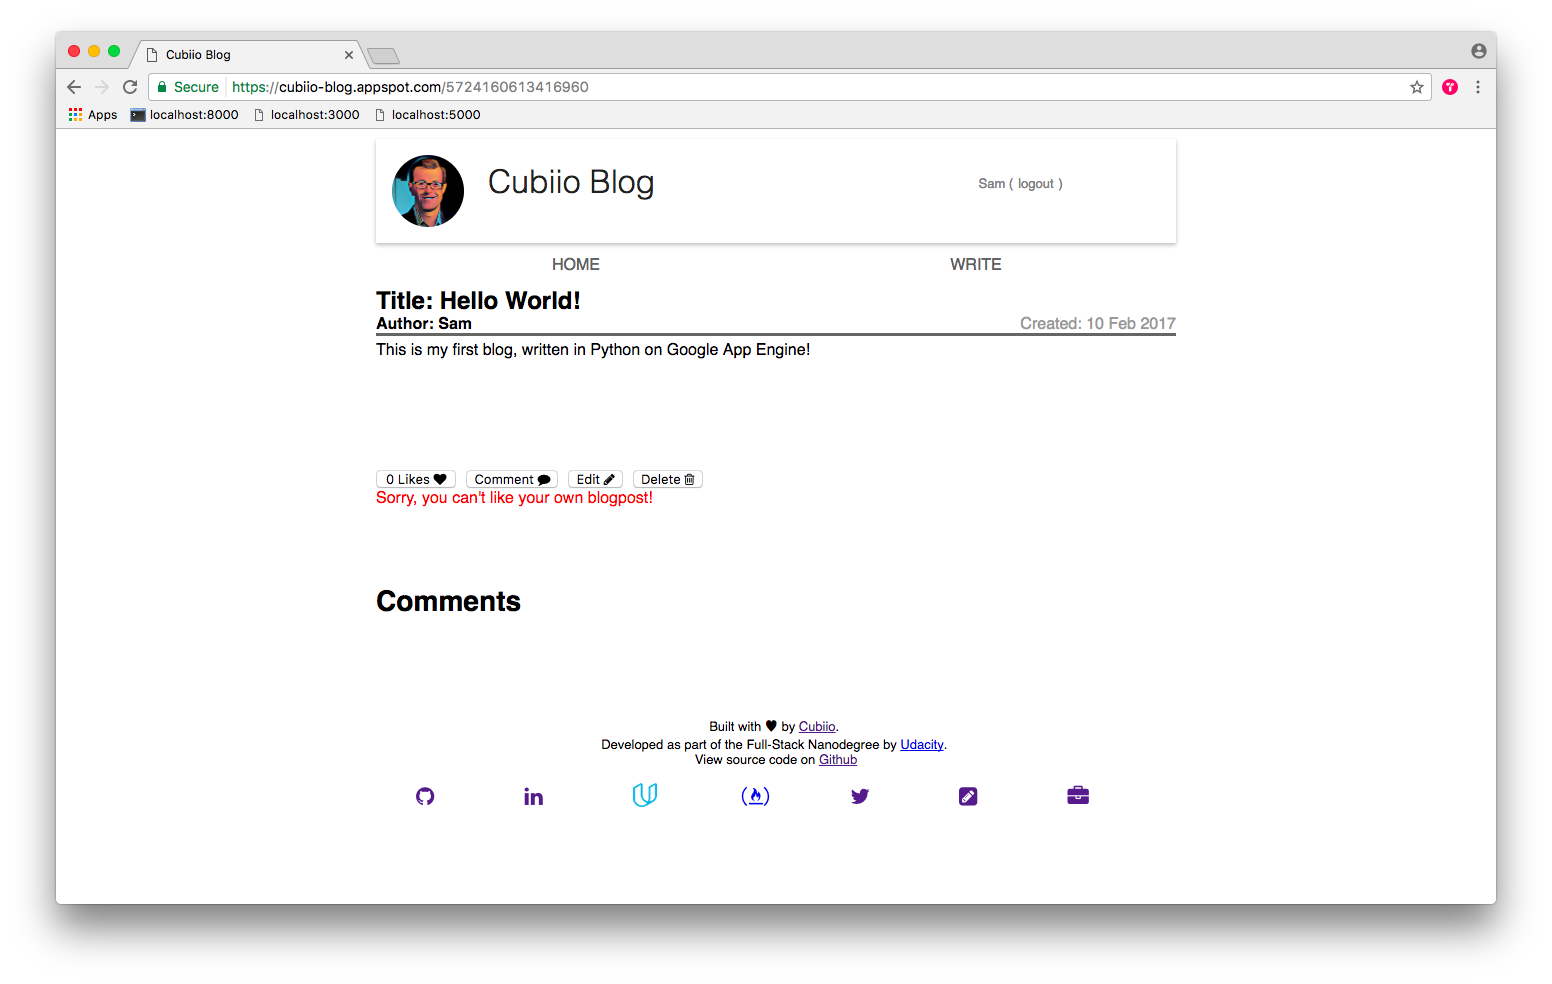 Cubiio Blog
Secure https://cubiio-blog.appspot.com/5724160613416960
Apps localhost:8000 localhost:3000 localhost:5000
Cubiio Blog
Sam ( logout )
HOME WRITE
Title: Hello World!
Author: Sam Created: 10 Feb 2017
This is my first blog, written in Python on Google App Engine!
0 Likes Comment Edit Delete
Sorry, you can't like your own blogpost!
Comments
Built with ♥ by Cubiio.
Developed as part of the Full-Stack Nanodegree by Udacity.
View source code on Github